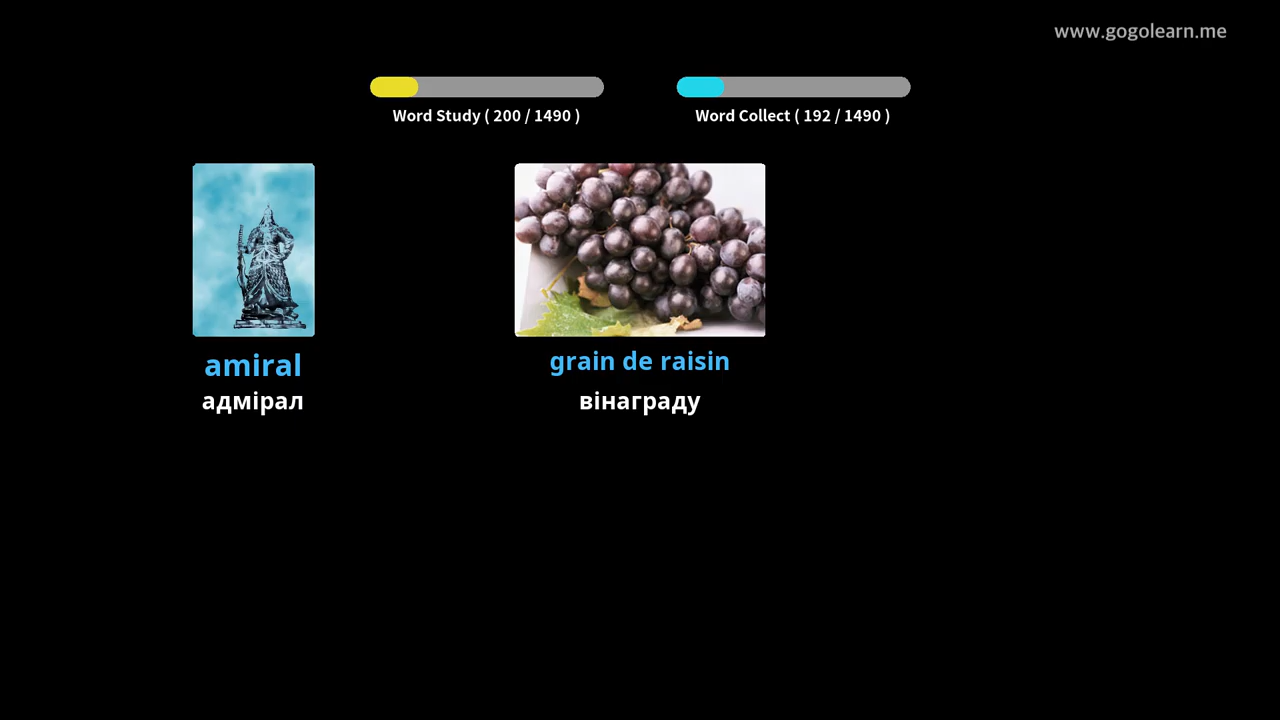 www.gogolearn.me
Word Study ( 200 / 1490 )
Word Collect ( 192 / 1490 )
amiral
адмірал
grain de raisin
вінаграду